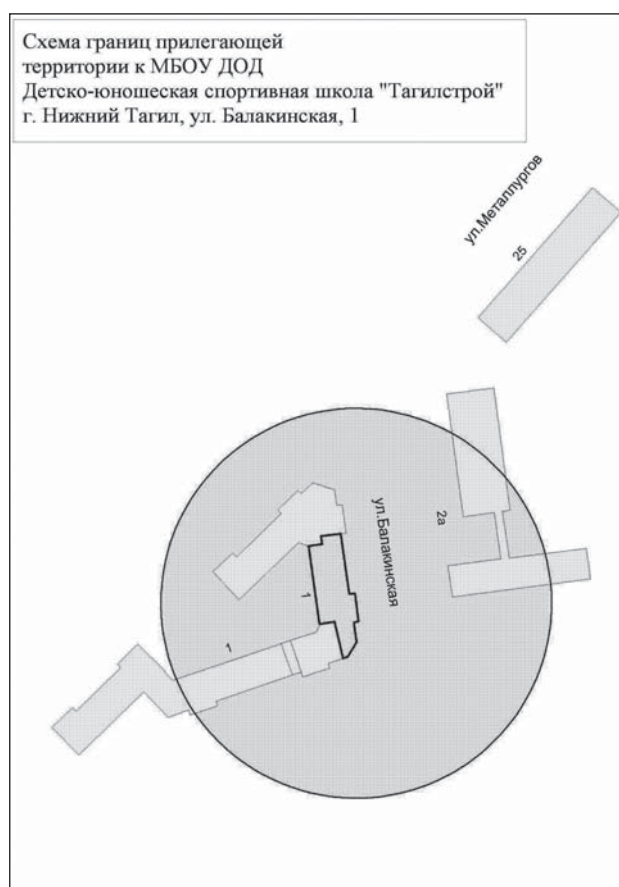 Схема границ прилегающей
территории к МБОУ ДОД
Детско-юношеская спортивная школа "Тагилстрой"
г. Нижний Тагил, ул. Балакинская, 1
ул.Металлургов
25
ул.Балакинская
2а
1
1